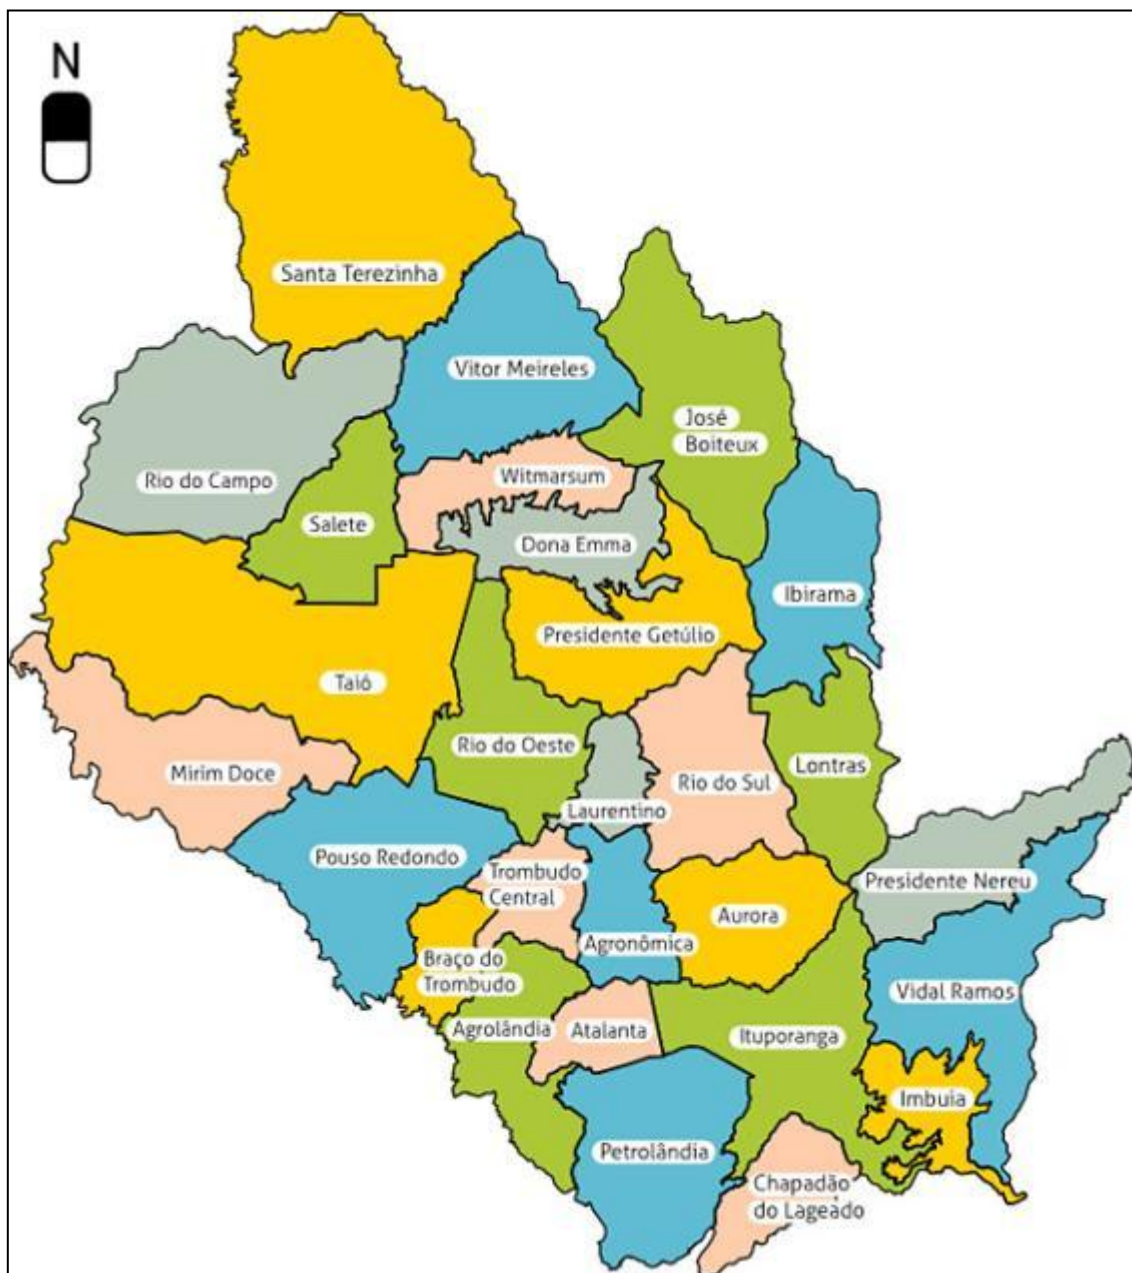 N
Santa Terezinha
Vitor Meireles
José
Boiteux
Rio do Campo
Witmarsum
Salete
Dona Emma
Ibirama
Presidente Getúlio
Taió
Rio do Oeste
Mirim Doce
Lontras
Rio do Sul
Laurentino
Pouso Redondo
Trombudo
Central
Presidente Nereu
Aurora
Agronômica
Braço do
Trombudo
Vidal Ramos
Agrolândia
Atalanta
Ituporanga
Imbuia
Petrolândia
Chapadão
do Lageado